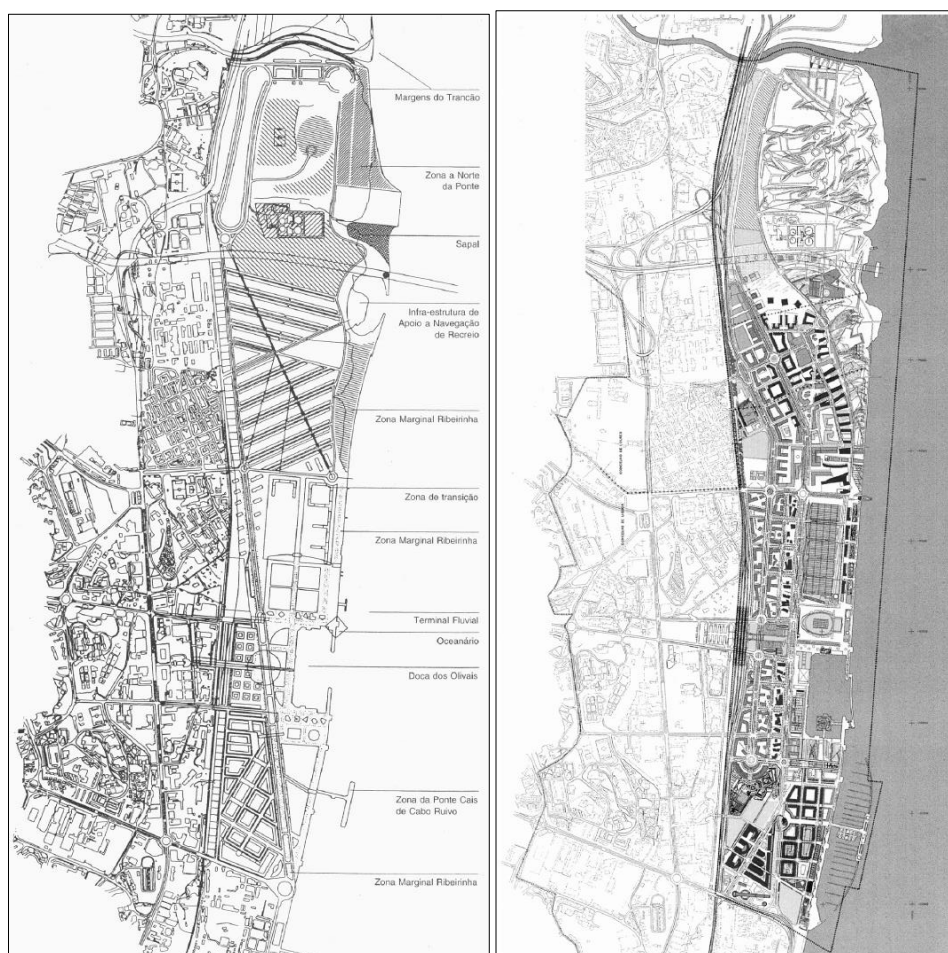 Margens do Trancão
Zona a Norte
da Ponte
Sapal
Infra-estrutura de
Apoio a Navegação
de Recreio
Zona Marginal Ribeirinha
Zona de transição
Zona Marginal Ribeirinha
Terminal Fluvial
Oceanário
Doca dos Olivais
Zona da Ponte Cais
de Cabo Ruivo
Zona Marginal Ribeirinha